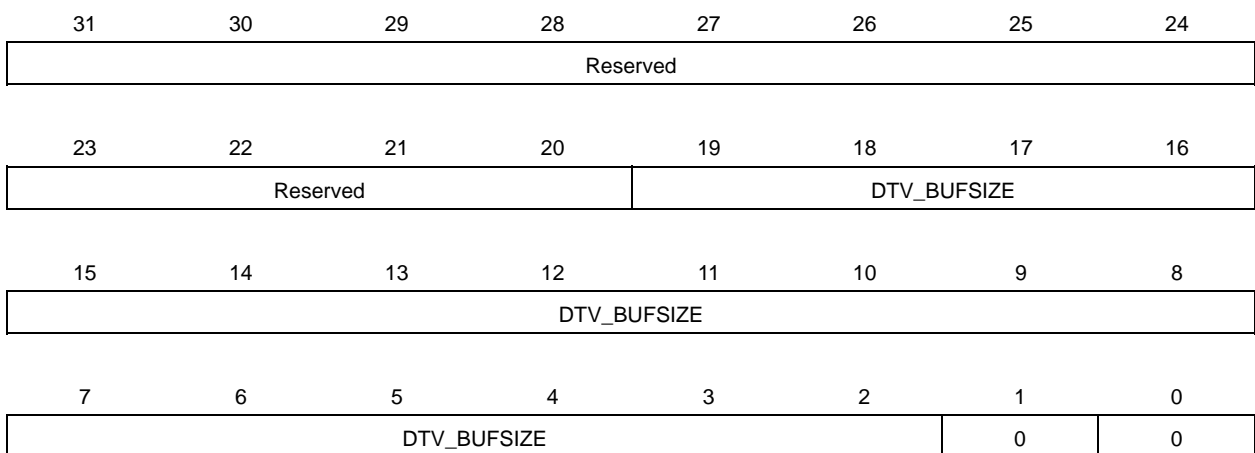 31 30 29 28 27 26 25 24
Reserved
23 22 21 20 19 18 17 16
Reserved DTV_BUFSIZE
15 14 13 12 11 10 9 8
DTV_BUFSIZE
7 6 5 4 3 2 1 0
DTV_BUFSIZE 0 0